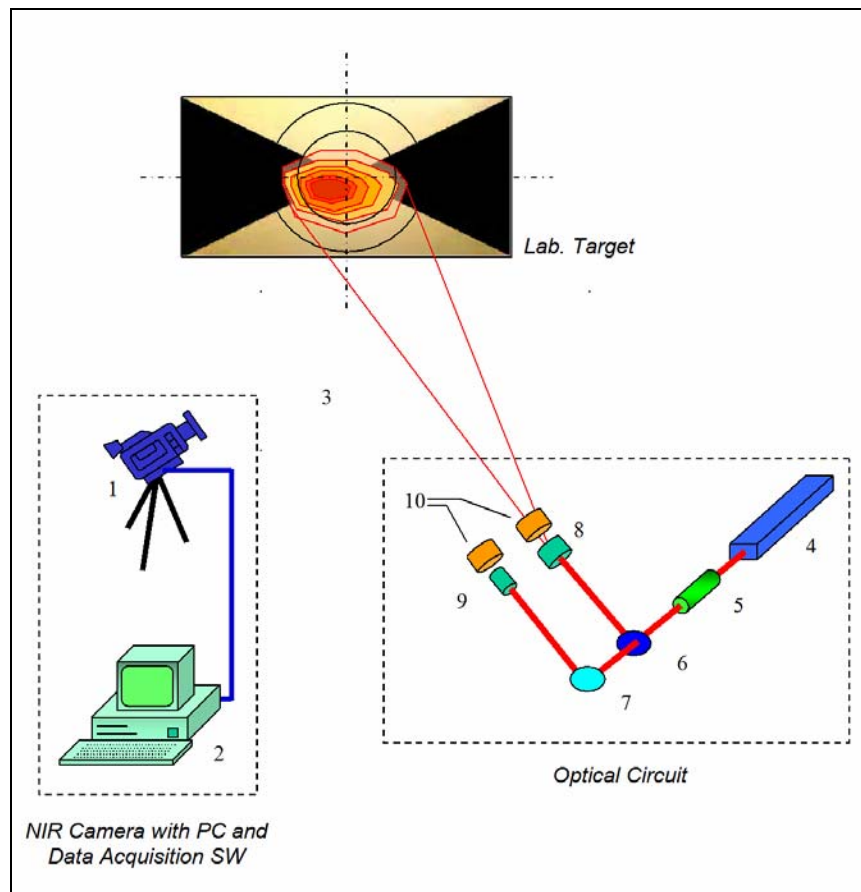 Lab. Target
3
1
10
8
4
9
5
6
7
2
Optical Circuit
NIR Camera with PC and
Data Acquisition SW